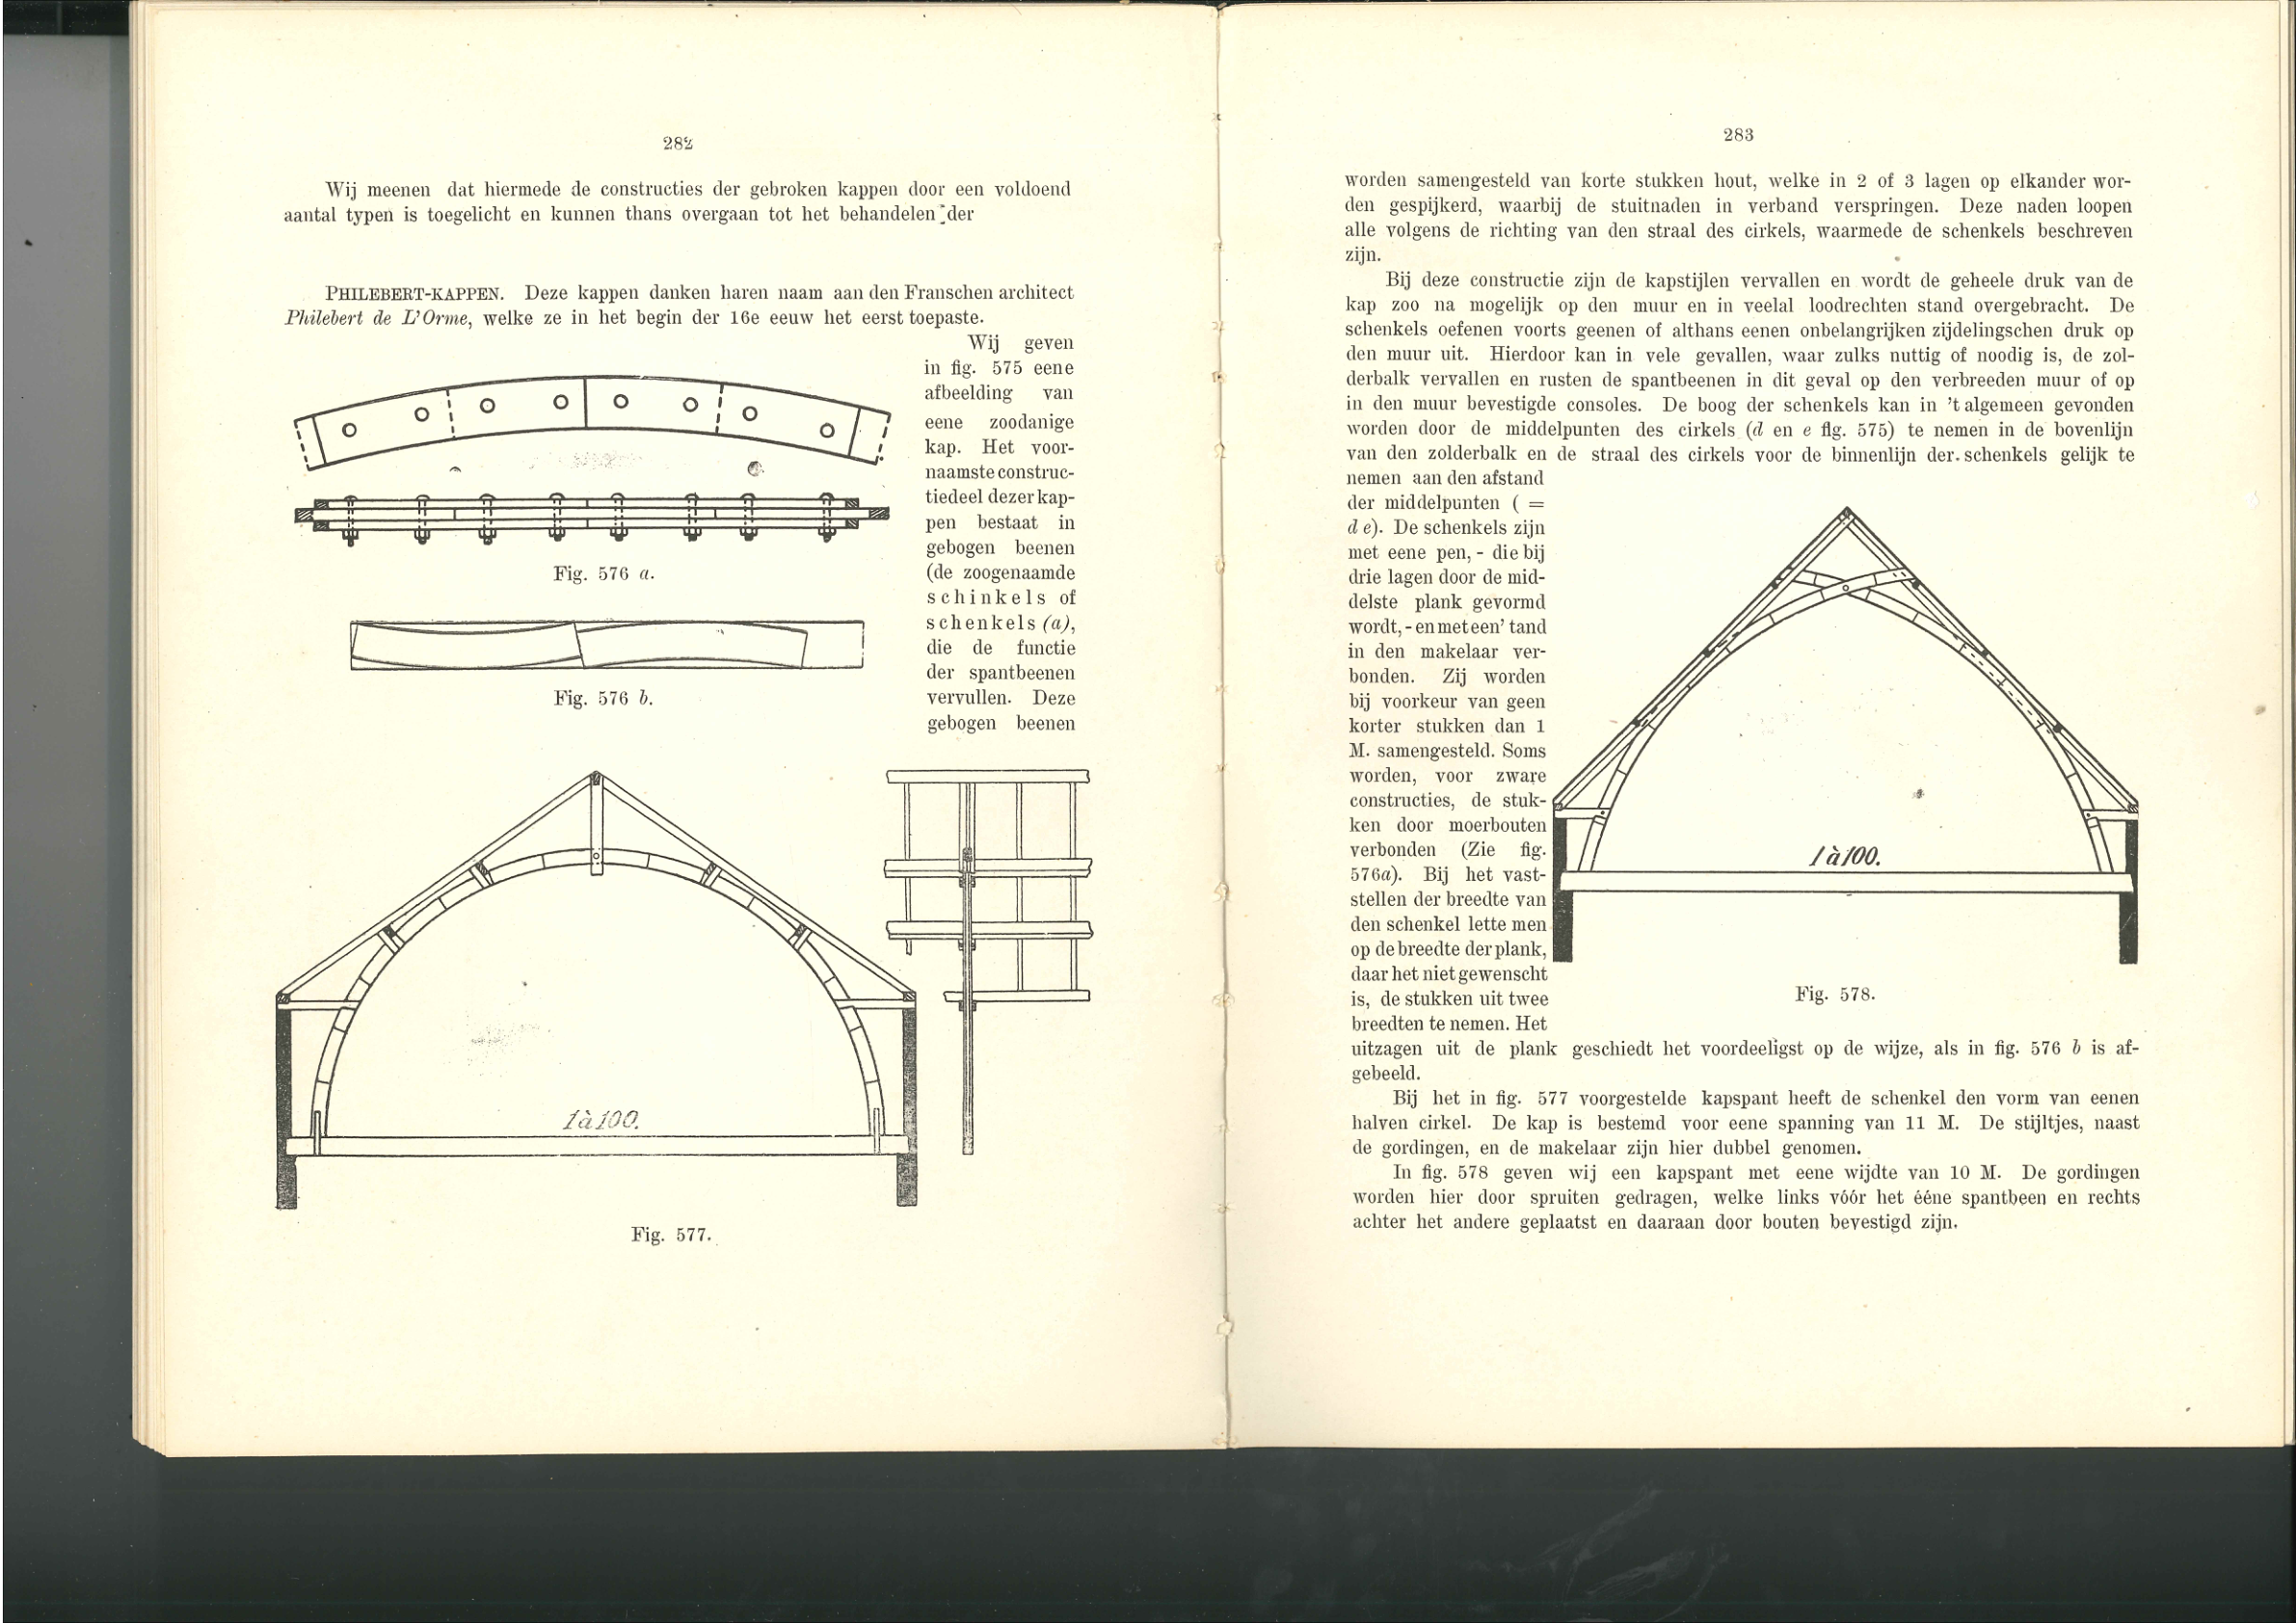 282
Wij meenen dat hiermede de constructies der gebroken kappen door een voldoend
aantal typen is toegelicht en kunnen thans overgaan tot het behandelen der
PHILEBERT-KAPPEN. Deze kappen danken haren naam aan den Franschen architect
Philebert de L'Orme, welke ze in het begin der 16e eeuw het eerst toepaste.
Wij geven
in fig. 575 eene
afbeelding van
eene zoodanige
kap. Het voor-
naamste construc-
tiedeel dezer kap-
pen bestaat in
gebogen beenen
(de zoogenaamde
schinkels of
schenkels (a),
die de functie
der spantbeenen
vervullen. Deze
gebogen beenen
Fig. 576 a.
Fig. 576 b.
1 à 100.
Fig. 577.
283
worden samengesteld van korte stukken hout, welke in 2 of 3 lagen op elkander wor-
den gespijkerd, waarbij de stuitnaden in verband verspringen. Deze naden loopen
alle volgens de richting van den straal des cirkels, waarmede de schenkels beschreven
zijn.
Bij deze constructie zijn de kapstijlen vervallen en wordt de geheele druk van de
kap zoo na mogelijk op den muur en in veelal loodrechten stand overgebracht. De
schenkels oefenen voorts geenen of althans eenen onbelangrijken zijdelingschen druk op
den muur uit. Hierdoor kan in vele gevallen, waar zulks nuttig of noodig is, de zol-
derbalk vervallen en rusten de spantbeenen in dit geval op den verbreeden muur of op
in den muur bevestigde consoles. De boog der schenkels kan in 't algemeen gevonden
worden door de middelpunten des cirkels (d en e fig. 575) te nemen in de bovenlijn
van den zolderbalk en de straal des cirkels voor de binnenlijn der schenkels gelijk te
nemen aan den afstand
der middelpunten ( =
d e). De schenkels zijn
met eene pen, - die bij
drie lagen door de mid-
delste plank gevormd
wordt, - en met een' tand
in den makelaar ver-
bonden. Zij worden
bij voorkeur van geen
korter stukken dan 1
M. samengesteld. Soms
worden, voor zware
constructies, de stuk-
ken door moerbouten
verbonden (Zie fig.
576a). Bij het vast-
stellen der breedte van
den schenkel lette men
op de breedte der plank,
daar het niet gewenscht
is, de stukken uit twee
breedten te nemen. Het
uitzagen uit de plank geschiedt het voordeeligst op de wijze, als in fig. 576 b is af-
gebeeld.
1 à 100.
Fig. 578.
Bij het in fig. 577 voorgestelde kapspant heeft de schenkel den vorm van eenen
halven cirkel. De kap is bestemd voor eene spanning van 11 M. De stijltjes, naast
de gordingen, en de makelaar zijn hier dubbel genomen.
In fig. 578 geven wij een kapspant met eene wijdte van 10 M. De gordingen
worden hier door spruiten gedragen, welke links vóór het ééne spantbeen en rechts
achter het andere geplaatst en daaraan door bouten bevestigd zijn.